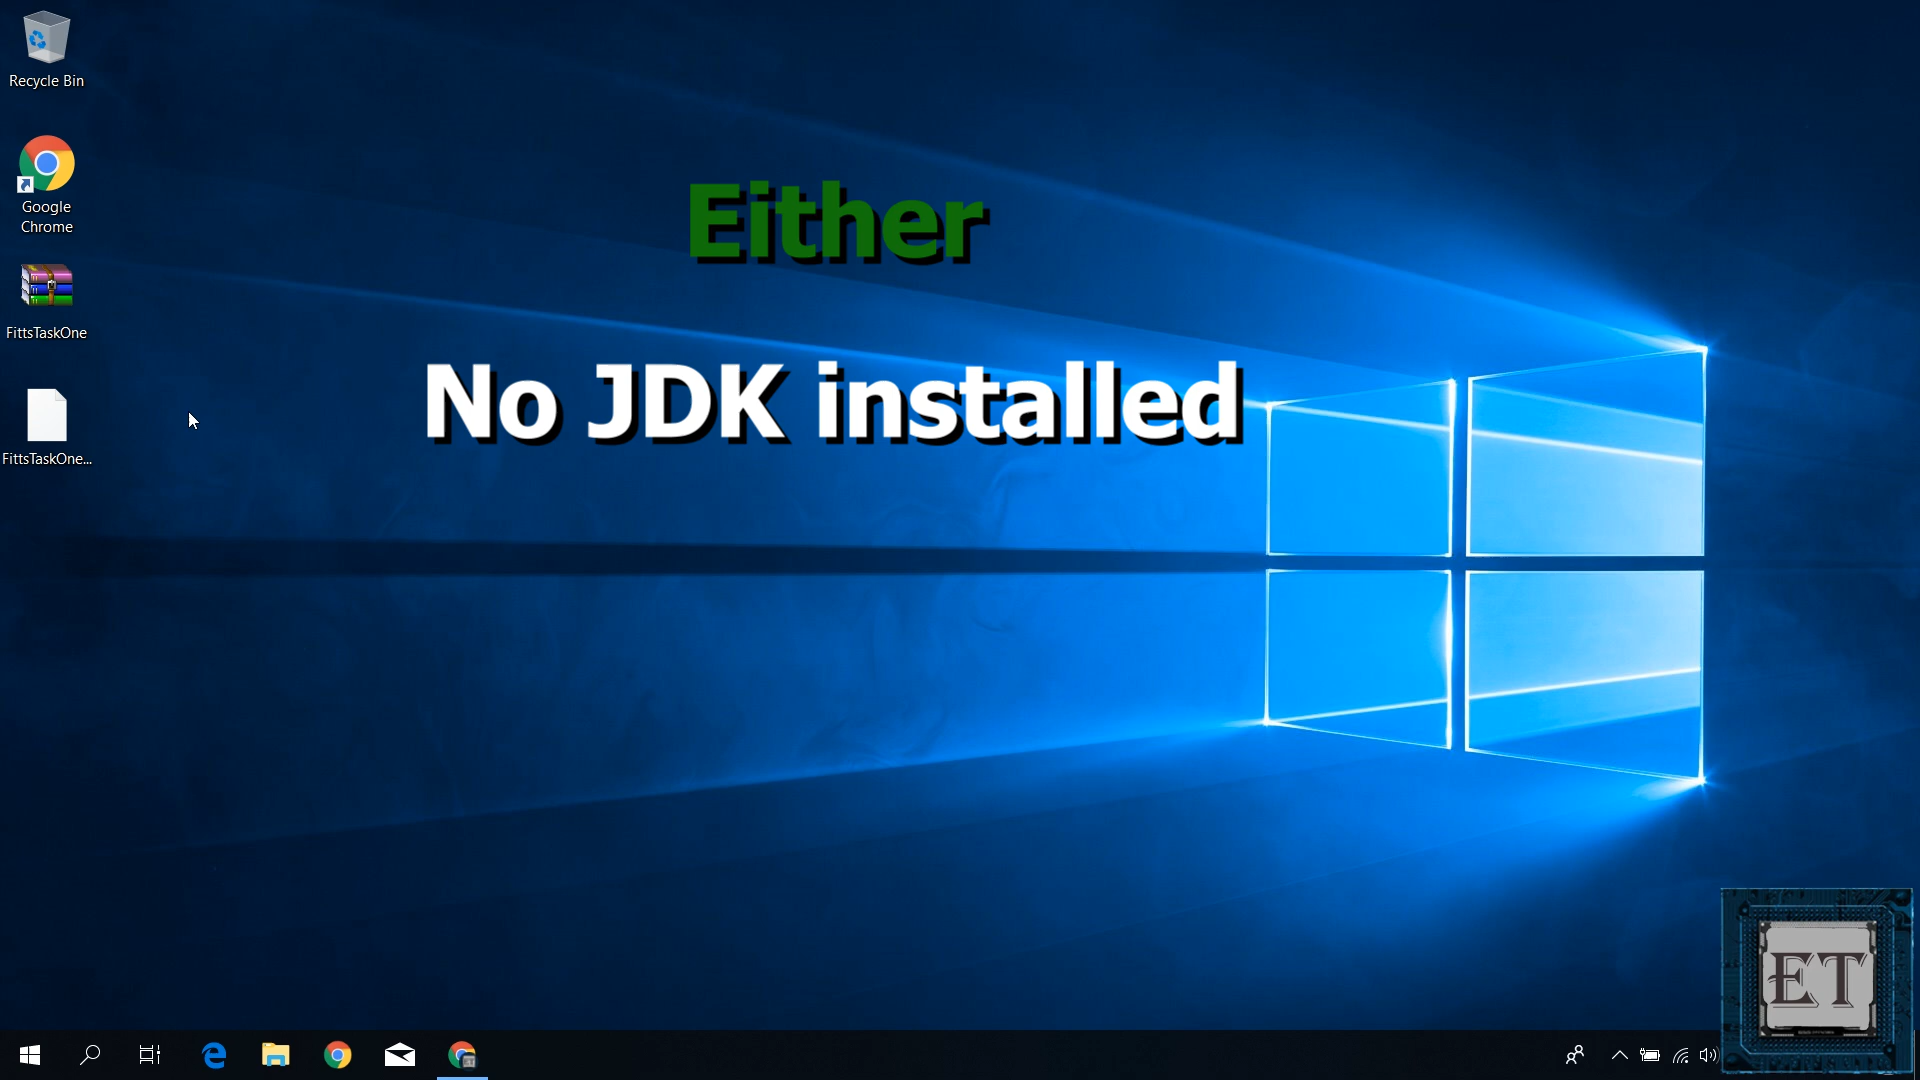 Recycle Bin
Google
Chrome
FittsTaskOne
FittsTaskOne...
Either
No JDK installed
ET